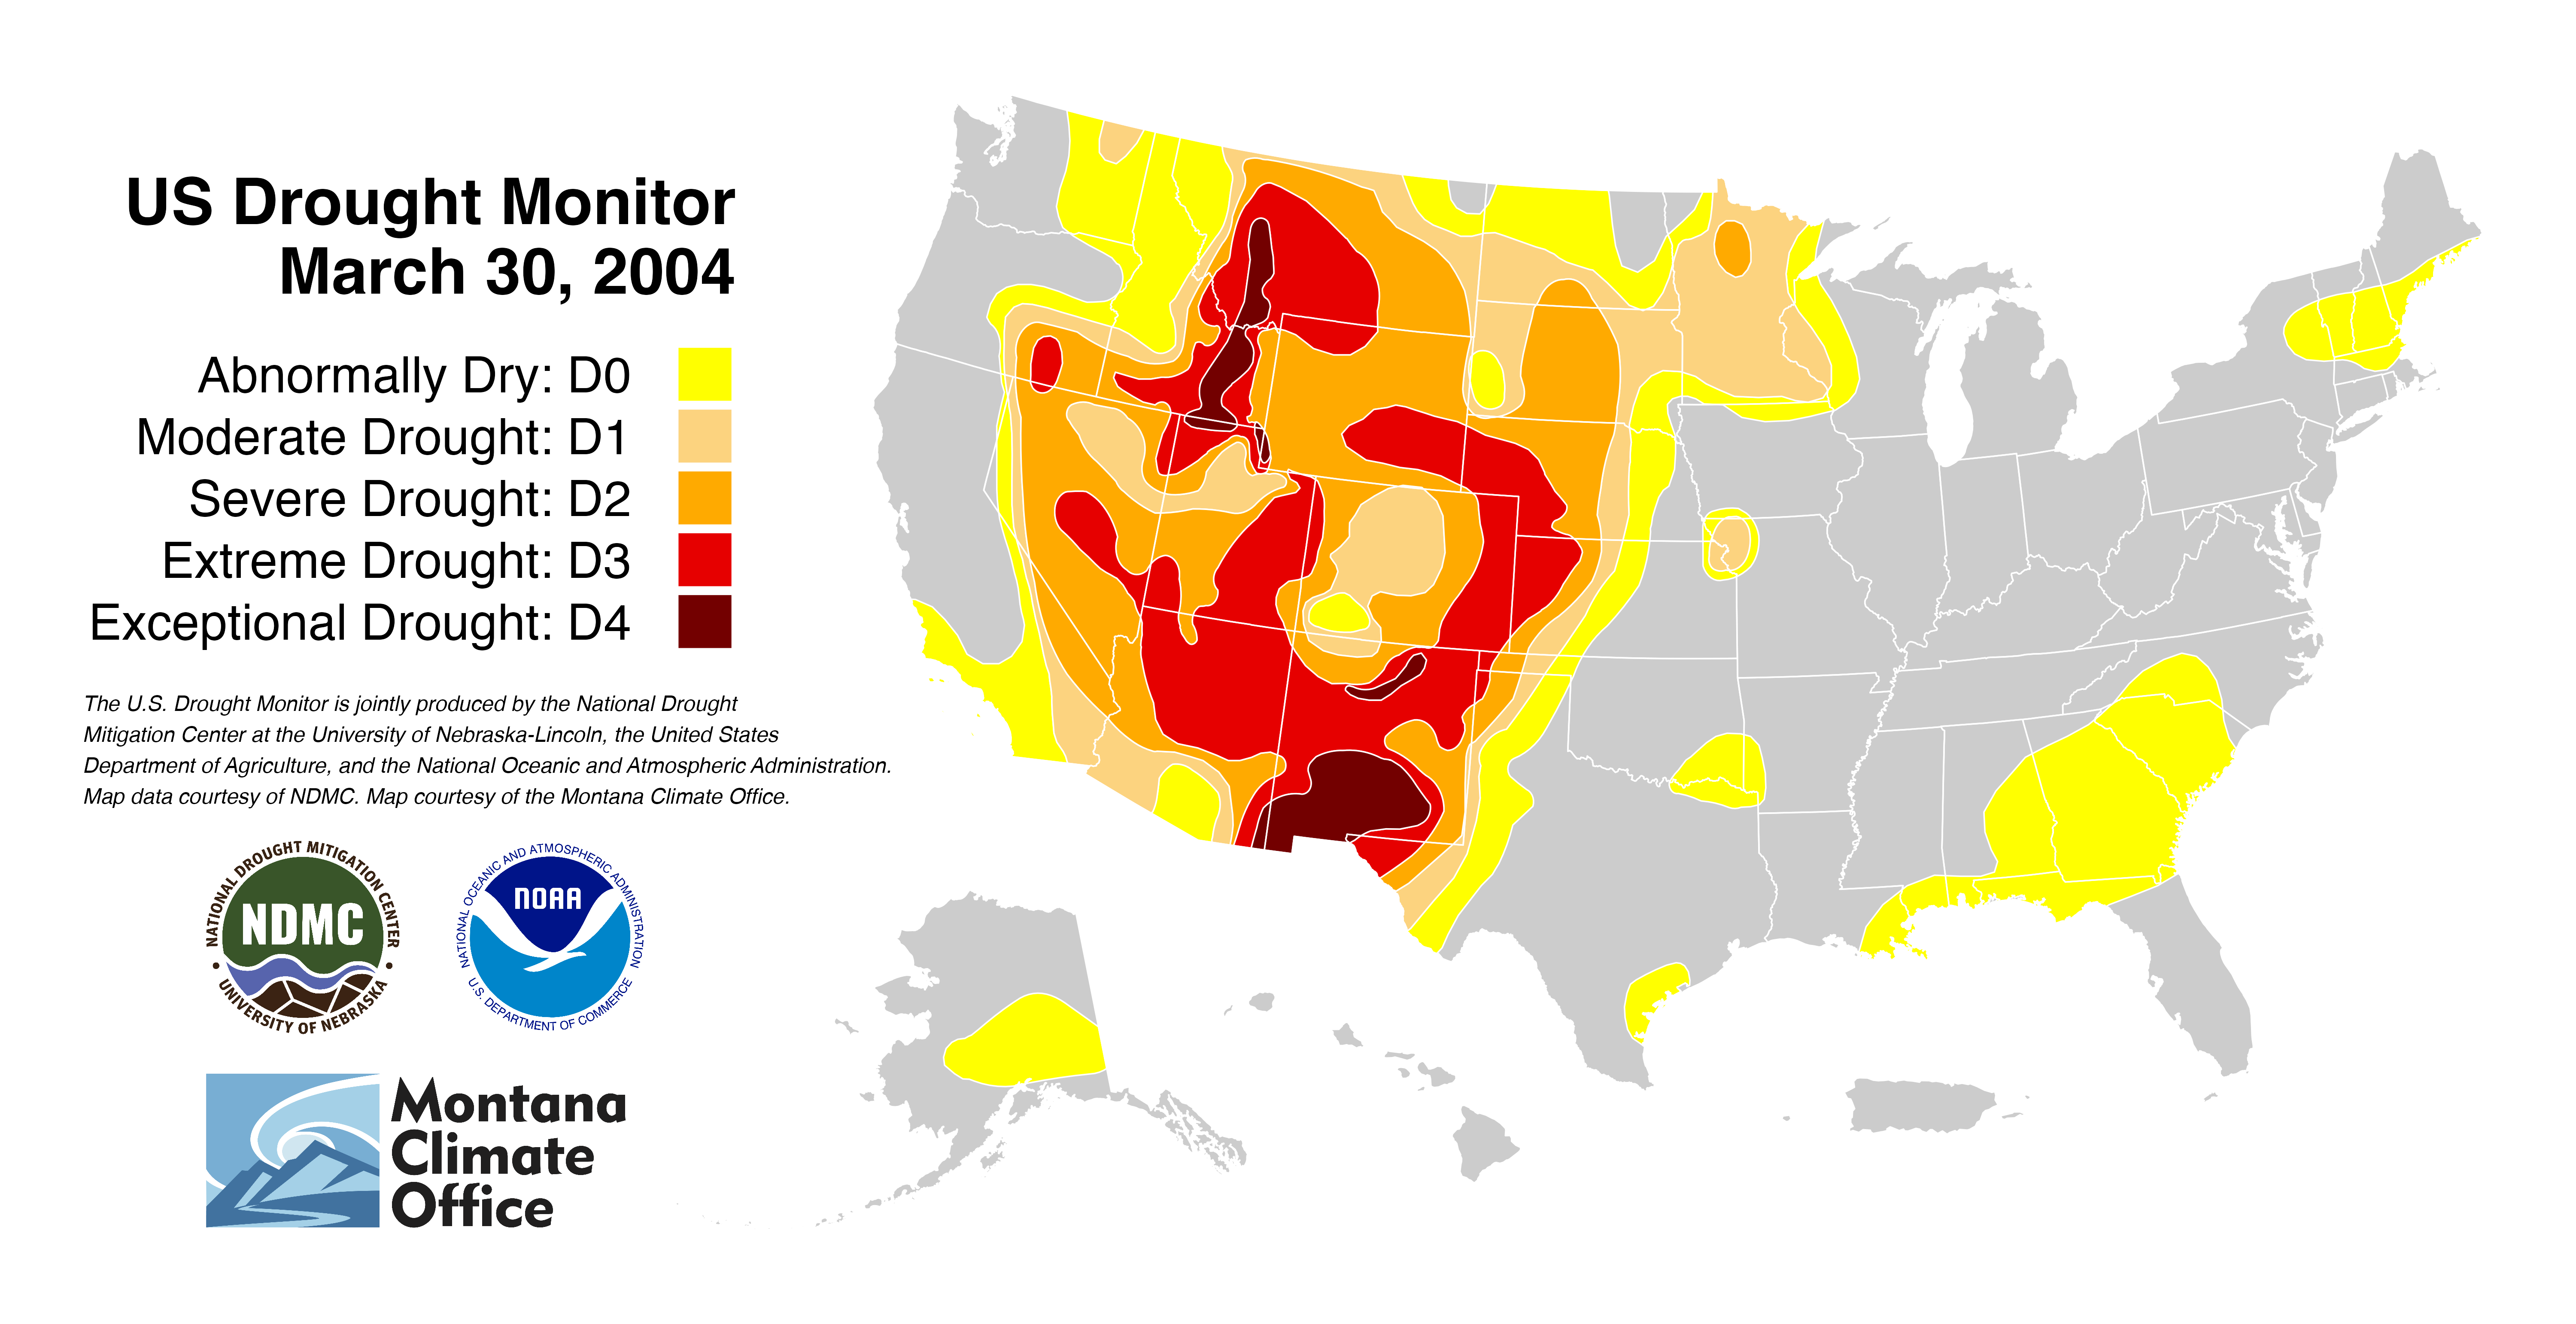 US Drought Monitor
March 30, 2004
Abnormally Dry: D0
Moderate Drought: D1
Severe Drought: D2
Extreme Drought: D3
Exceptional Drought: D4
The U.S. Drought Monitor is jointly produced by the National Drought
Mitigation Center at the University of Nebraska-Lincoln, the United States
Department of Agriculture, and the National Oceanic and Atmospheric Administration.
Map data courtesy of NDMC. Map courtesy of the Montana Climate Office.
NATIONAL DROUGHT MITIGATION CENTER
NDMC
UNIVERSITY OF NEBRASKA
NATIONAL OCEANIC AND ATMOSPHERIC ADMINISTRATION
NOAA
U.S. DEPARTMENT OF COMMERCE
Montana
Climate
Office